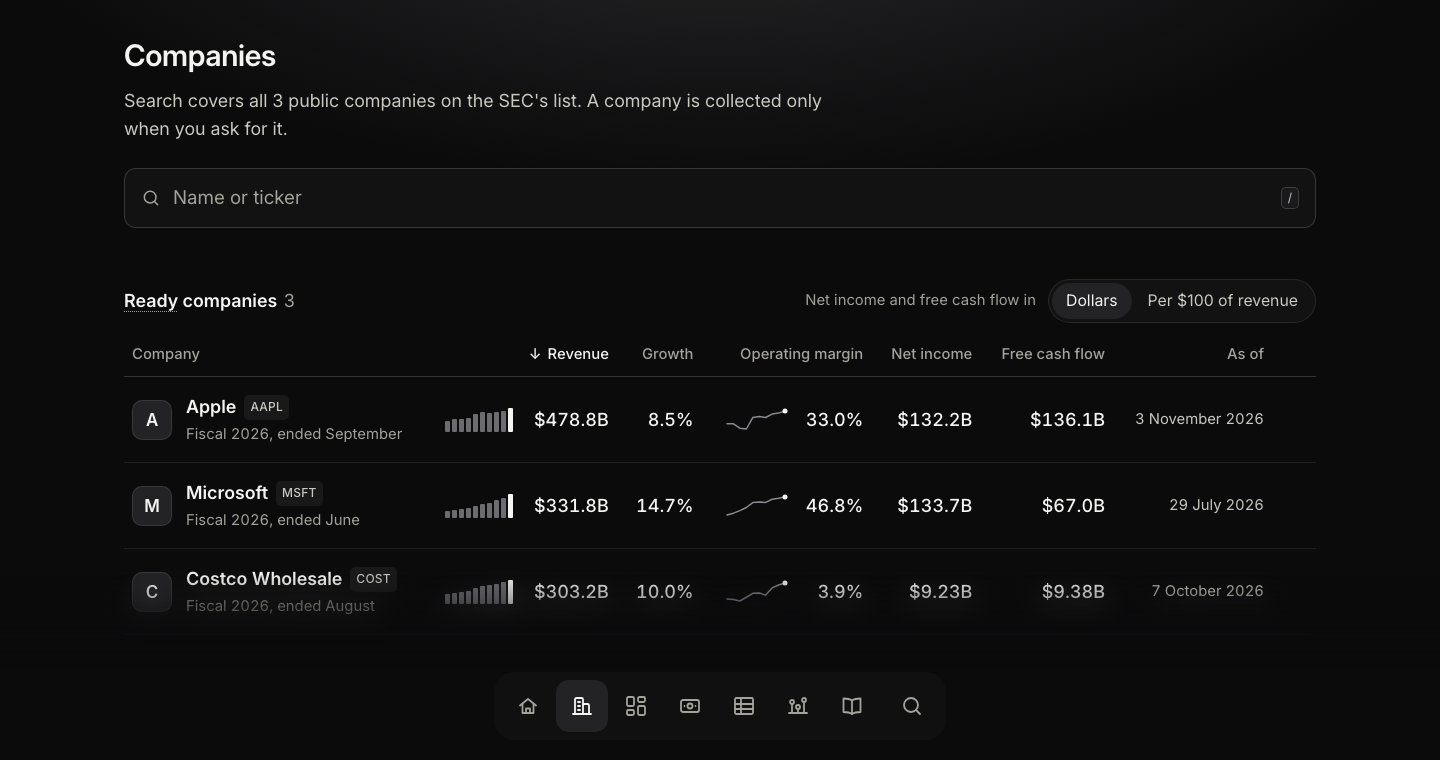 Companies
Search covers all 3 public companies on the SEC's list. A company is collected only
when you ask for it.
Name or ticker /
Ready companies 3 Net income and free cash flow in Dollars Per $100 of revenue
Company ↓ Revenue Growth Operating margin Net income Free cash flow As of
A Apple AAPL $478.8B 8.5% 33.0% $132.2B $136.1B 3 November 2026
Fiscal 2026, ended September
M Microsoft MSFT $331.8B 14.7% 46.8% $133.7B $67.0B 29 July 2026
Fiscal 2026, ended June
C Costco Wholesale COST $303.2B 10.0% 3.9% $9.23B $9.38B 7 October 2026
Fiscal 2026, ended August